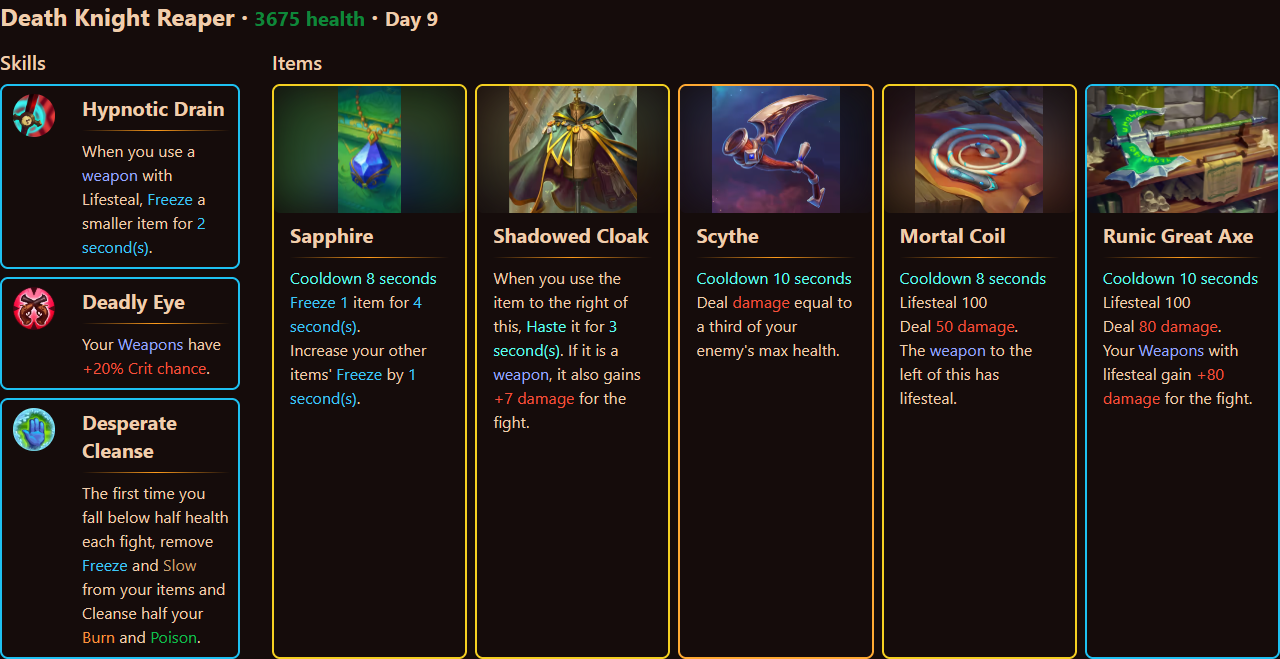 Death Knight Reaper · 3675 health · Day 9
Skills
Hypnotic Drain
When you use a
weapon with
Lifesteal, Freeze a
smaller item for 2
second(s).
Deadly Eye
Your Weapons have
+20% Crit chance.
Desperate
Cleanse
The first time you
fall below half health
each fight, remove
Freeze and Slow
from your items and
Cleanse half your
Burn and Poison.
Items
Sapphire
Cooldown 8 seconds
Freeze 1 item for 4
second(s).
Increase your other
items' Freeze by 1
second(s).
Shadowed Cloak
When you use the
item to the right of
this, Haste it for 3
second(s). If it is a
weapon, it also gains
+7 damage for the
fight.
Scythe
Cooldown 10 seconds
Deal damage equal to
a third of your
enemy's max health.
Mortal Coil
Cooldown 8 seconds
Lifesteal 100
Deal 50 damage.
The weapon to the
left of this has
lifesteal.
Runic Great Axe
Cooldown 10 seconds
Lifesteal 100
Deal 80 damage.
Your Weapons with
lifesteal gain +80
damage for the fight.